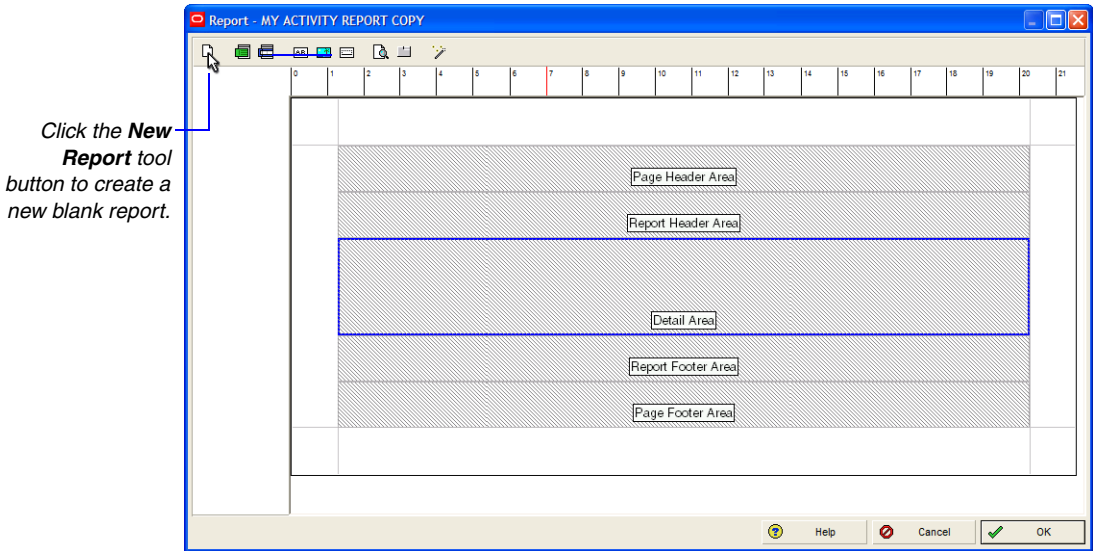 Report - MY ACTIVITY REPORT COPY
AB
0 1 2 3 4 5 6 7 8 9 10 11 12 13 14 15 16 17 18 19 20 21
Click the New
Report tool
button to create a
new blank report.
Page Header Area
Report Header Area
Detail Area
Report Footer Area
Page Footer Area
Help Cancel OK